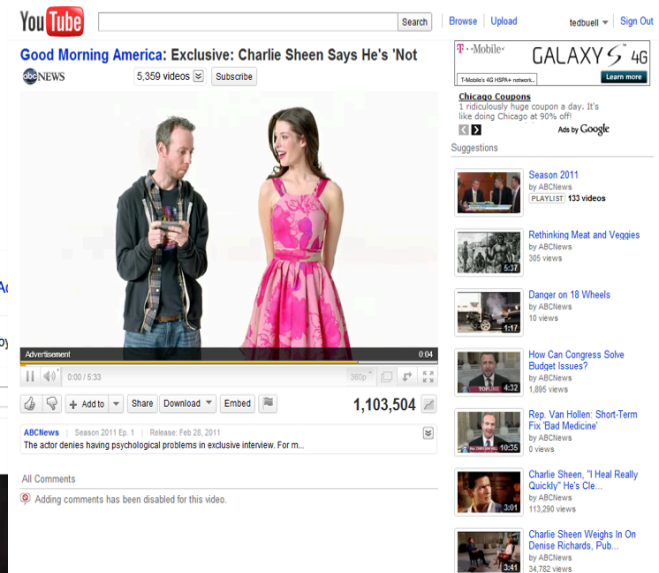 You Tube
Search
Browse
Upload
tedbuell
Sign Out
Good Morning America: Exclusive: Charlie Sheen Says He's 'Not
abc NEWS
5,359 videos
Subscribe
Advertisement
0:04
0:00 / 5:33
360p
Add to
Share
Download
Embed
1,103,504
ABCNews | Season 2011 Ep. 1 | Release: Feb 28, 2011
The actor denies having psychological problems in exclusive interview. For m...
All Comments
Adding comments has been disabled for this video.
T··Mobile·
GALAXY S 4G
T-Mobile's 4G HSPA+ network..
Learn more
Chicago Coupons
1 ridiculously huge coupon a day. It's
like doing Chicago at 90% off!
Ads by Google
Suggestions
Season 2011
by ABCNews
PLAYLIST 133 videos
Rethinking Meat and Veggies
by ABCNews
305 views
5:37
Danger on 18 Wheels
by ABCNews
10 views
1:17
How Can Congress Solve
Budget Issues?
by ABCNews
1,895 views
4:32
Rep. Van Hollen: Short-Term
Fix 'Bad Medicine'
by ABCNews
0 views
10:35
Charlie Sheen, "I Heal Really
Quickly" He's Cle...
by ABCNews
113,290 views
3:01
Charlie Sheen Weighs In On
Denise Richards, Pub...
by ABCNews
34,782 views
3:41